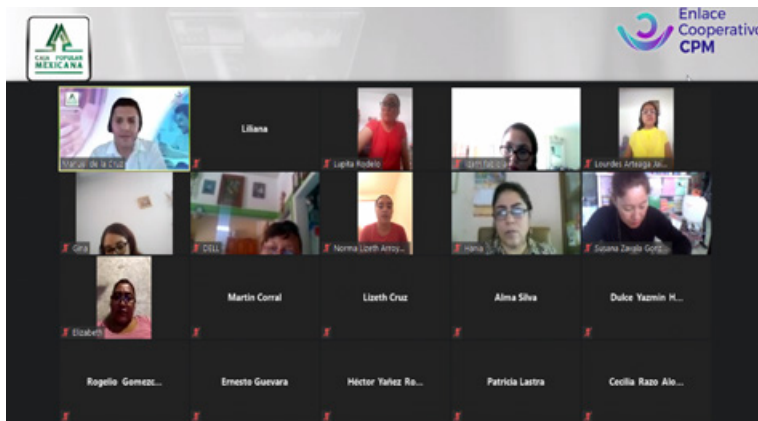 CAJA POPULAR
MEXICANA
Enlace
Cooperativo
CPM
Manuel de la Cruz
Liliana
Lupita Rodelo
Lourdes Arteaga Jai...
Gina
DELL
Norma Lizeth Arroy...
Hania
Susana Zavala Gonz...
Elizabeth
Martin Corral
Lizeth Cruz
Alma Silva
Dulce Yazmin H...
Rogelio Gomezc...
Ernesto Guevara
Héctor Yañez Ro...
Patricia Lastra
Cecilia Razo Alo...